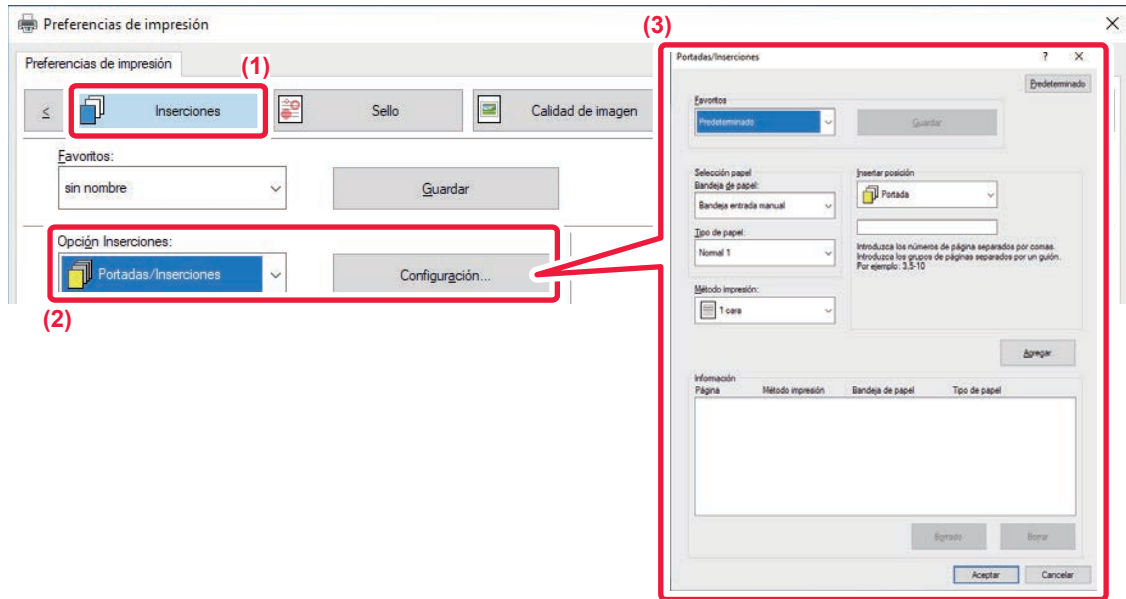 Preferencias de impresión
Preferencias de impresión
(1)
≤ Inserciones Sello Calidad de imagen
Favoritos:
sin nombre Guardar
Opción Inserciones:
Portadas/Inserciones Configuración...
(2)
(3)
Portadas/Inserciones ? X
Predeterminado
Favoritos
Predeterminado Guardar
Selección papel
Bandeja de papel:
Bandeja entrada manual
Tipo de papel:
Normal 1
Método impresión:
1 cara
Insertar posición
Portada
Introduzca los números de página separados por comas.
Introduzca los grupos de páginas separados por un guión.
Por ejemplo: 3,5-10
Agregar
Información
Página Método impresión Bandeja de papel Tipo de papel
Borrado Borrar
Aceptar Cancelar